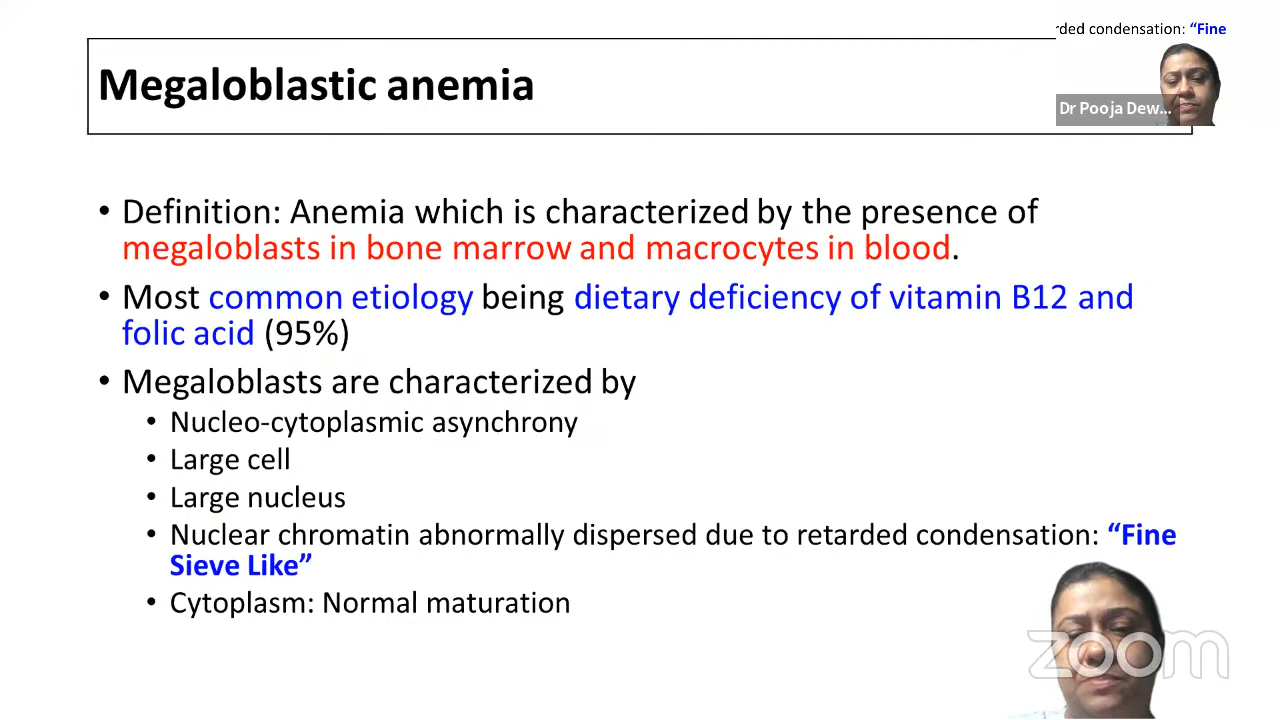 rded condensation: “Fine
Megaloblastic anemia
Dr Pooja Dew...
• Definition: Anemia which is characterized by the presence of
megaloblasts in bone marrow and macrocytes in blood.
• Most common etiology being dietary deficiency of vitamin B12 and
folic acid (95%)
• Megaloblasts are characterized by
• Nucleo-cytoplasmic asynchrony
• Large cell
• Large nucleus
• Nuclear chromatin abnormally dispersed due to retarded condensation: “Fine
Sieve Like”
• Cytoplasm: Normal maturation
zoom